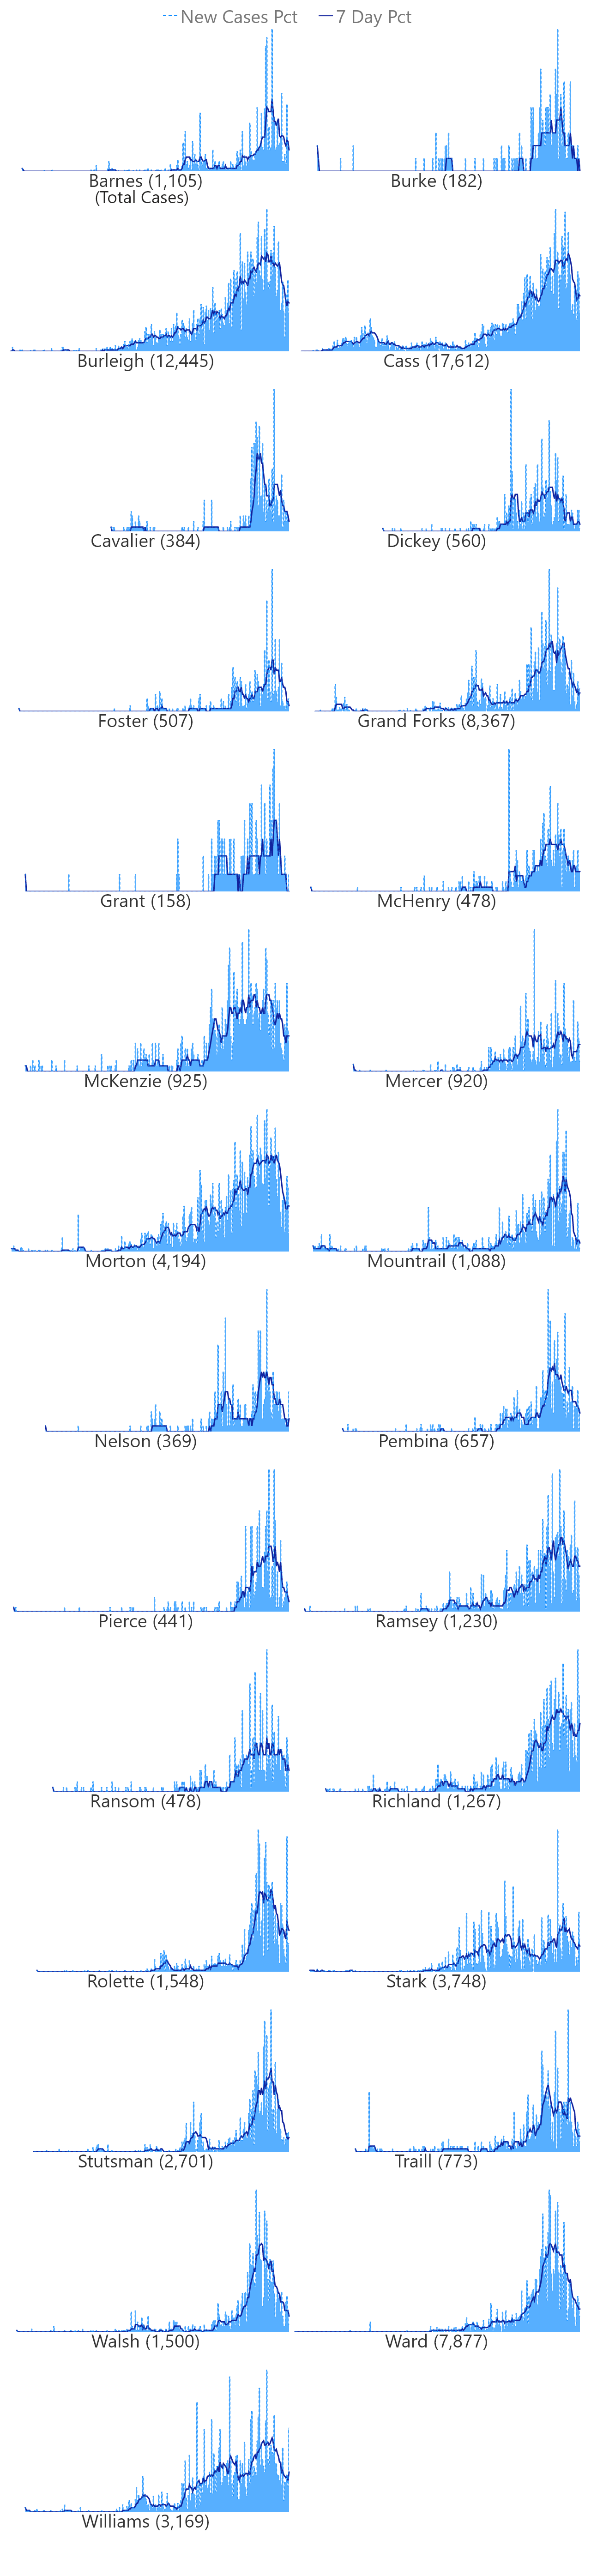 New Cases Pct 7 Day Pct
Barnes (1,105)
(Total Cases)
Burke (182)
Burleigh (12,445)
Cass (17,612)
Cavalier (384)
Dickey (560)
Foster (507)
Grand Forks (8,367)
Grant (158)
McHenry (478)
McKenzie (925)
Mercer (920)
Morton (4,194)
Mountrail (1,088)
Nelson (369)
Pembina (657)
Pierce (441)
Ramsey (1,230)
Ransom (478)
Richland (1,267)
Rolette (1,548)
Stark (3,748)
Stutsman (2,701)
Traill (773)
Walsh (1,500)
Ward (7,877)
Williams (3,169)